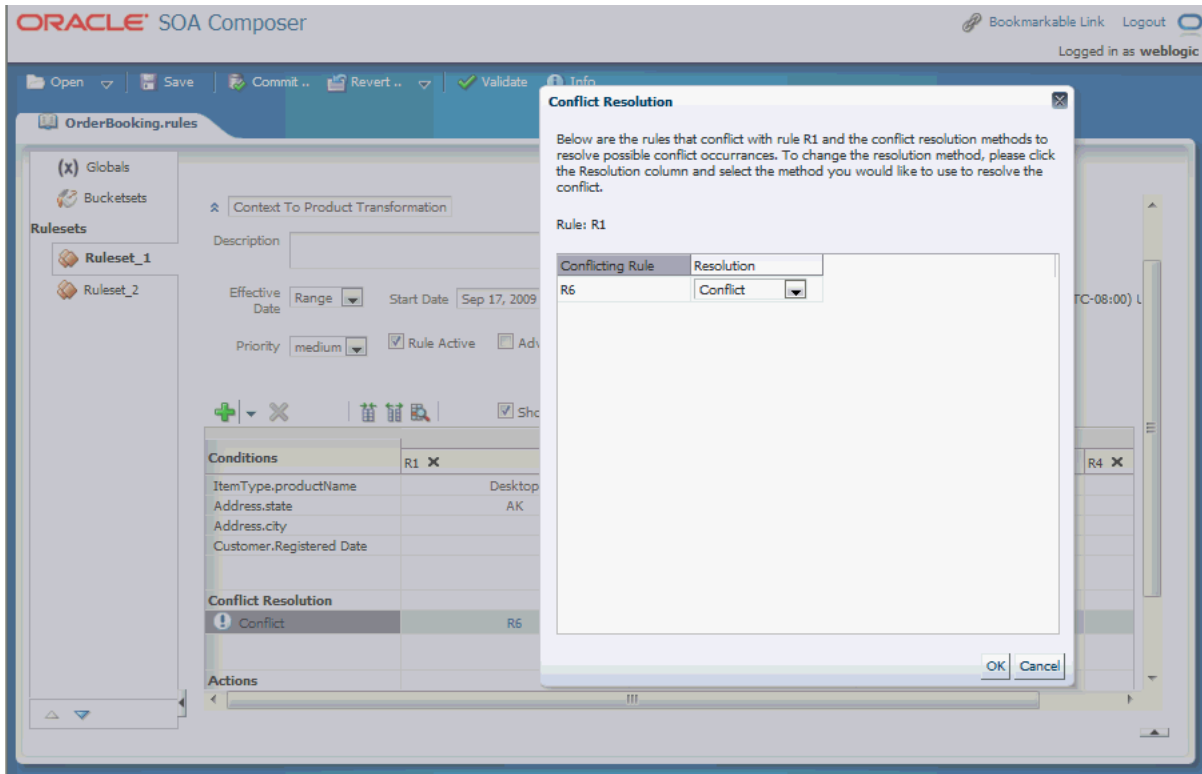 ORACLE SOA Composer
Bookmarkable Link Logout
Logged in as weblogic
Open Save Commit .. Revert .. Validate Info
OrderBooking.rules
(x) Globals
Bucketsets
Rulesets
Ruleset_1
Ruleset_2
Context To Product Transformation
Description
Effective Date Range Start Date Sep 17, 2009
TC-08:00)
Priority medium Rule Active
Conditions R1 R4
ItemType.productName Desktop
Address.state AK
Address.city
Customer.Registered Date
Conflict Resolution
Conflict R6
Actions
Conflict Resolution
Below are the rules that conflict with rule R1 and the conflict resolution methods to
resolve possible conflict occurrances. To change the resolution method, please click
the Resolution column and select the method you would like to use to resolve the
conflict.
Rule: R1
Conflicting Rule Resolution
R6 Conflict
OK Cancel